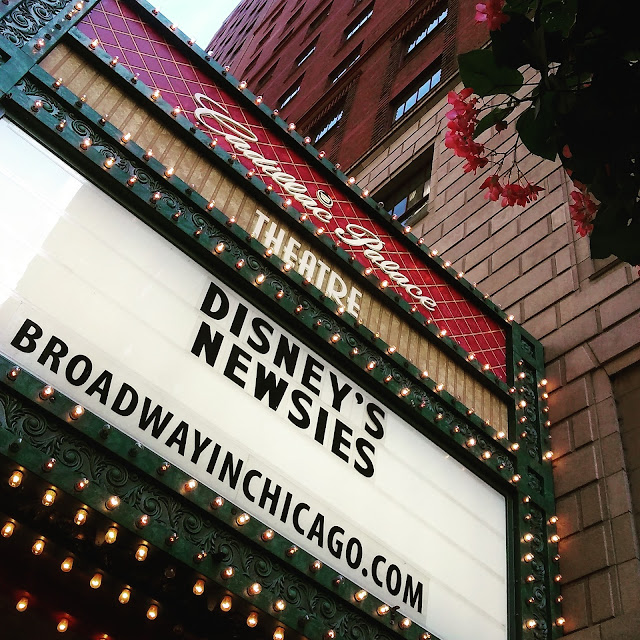 Cadillac Palace
THEATRE
DISNEY'S
NEWSIES
BROADWAYINCHICAGO.COM